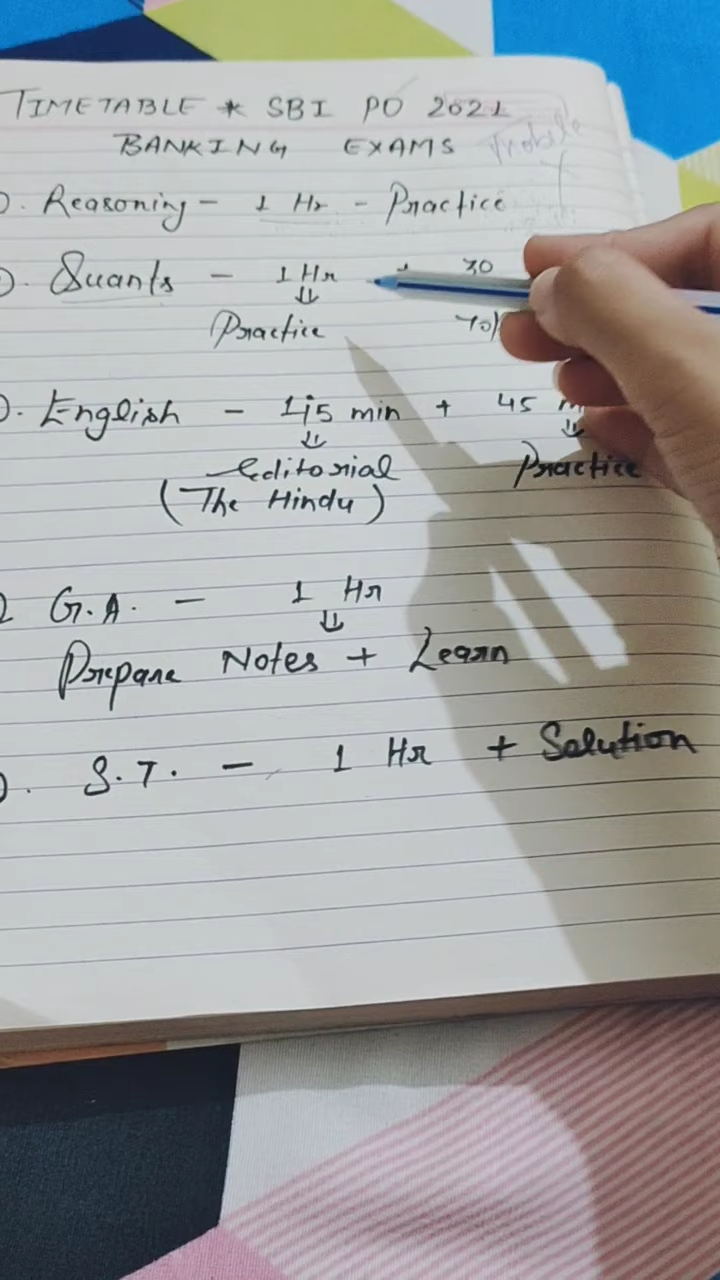 TIMETABLE * SBI PO 2021
BANKING EXAMS
Reasoning - 1 Hr - Practice
Quants - 1 Hr + 30
⇓
Practice
English - 15 min + 45
⇓ ⇓
Editorial Practice
(The Hindu)
G.A. - 1 Hr
⇓
Prepare Notes + Learn
S.T. - 1 Hr + Solution